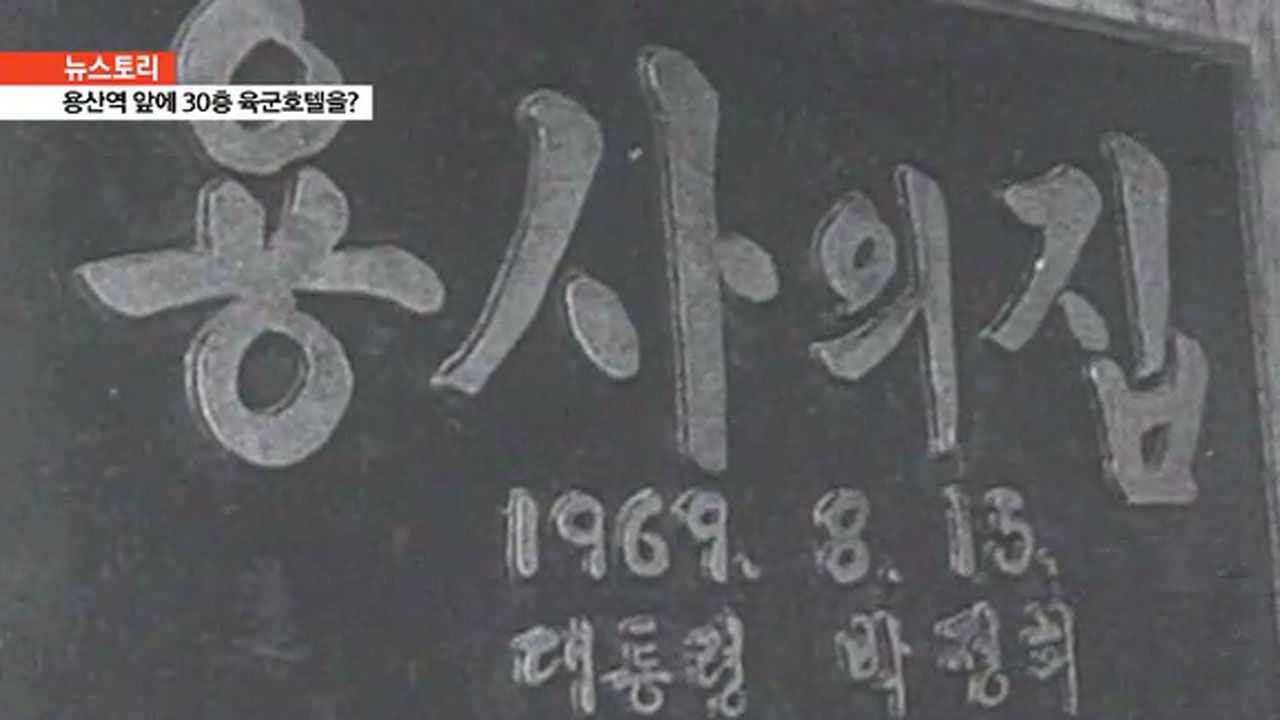 뉴스토리
용산역 앞에 30층 육군호텔을?
용사의집
1969. 8. 15.
대통령 박정희